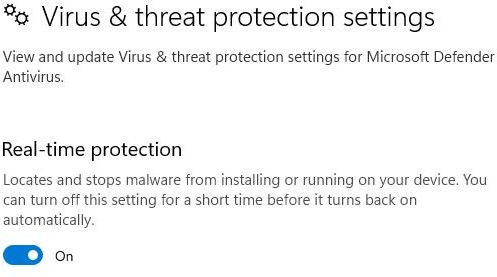 Virus & threat protection settings
View and update Virus & threat protection settings for Microsoft Defender
Antivirus.
Real-time protection
Locates and stops malware from installing or running on your device. You
can turn off this setting for a short time before it turns back on
automatically.
On